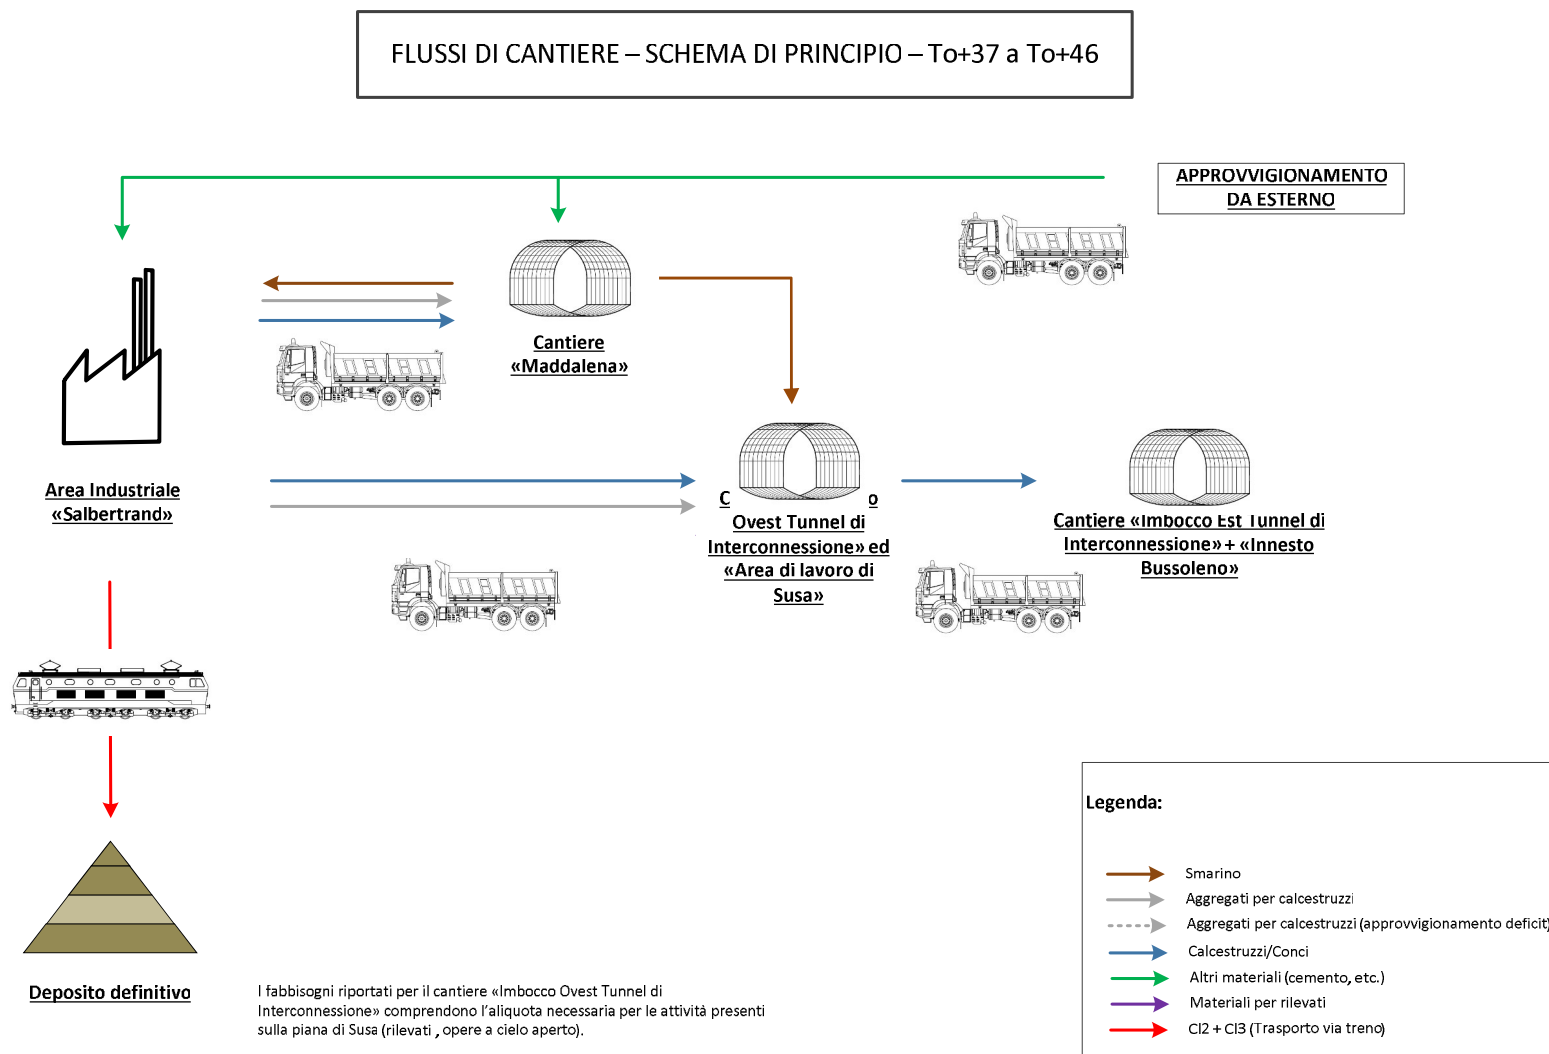 FLUSSI DI CANTIERE – SCHEMA DI PRINCIPIO – To+37 a To+46
APPROVVIGIONAMENTO
DA ESTERNO
Cantiere
«Maddalena»
Area Industriale
«Salbertrand»
C o
Ovest Tunnel di
Interconnessione» ed
«Area di lavoro di
Susa»
Cantiere «Imbocco Est Tunnel di
Interconnessione» + «Innesto
Bussoleno»
Deposito definitivo
I fabbisogni riportati per il cantiere «Imbocco Ovest Tunnel di
Interconnessione» comprendono l'aliquota necessaria per le attività presenti
sulla piana di Susa (rilevati , opere a cielo aperto).
Legenda:
Smarino
Aggregati per calcestruzzi
Aggregati per calcestruzzi (approvvigionamento deficit)
Calcestruzzi/Conci
Altri materiali (cemento, etc.)
Materiali per rilevati
Cl2 + Cl3 (Trasporto via treno)